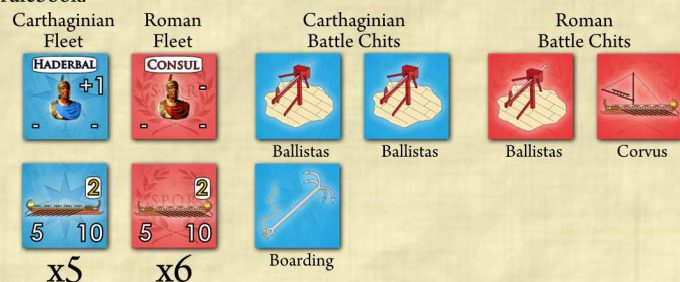 rulebook.
Carthaginian Fleet
Roman Fleet
Carthaginian Battle Chits
Roman Battle Chits
HADERBAL
+1
- -
CONSUL
-
- -
Ballistas
Ballistas
Ballistas
Corvus
2
5 10
2
5 10
Boarding
x5
x6